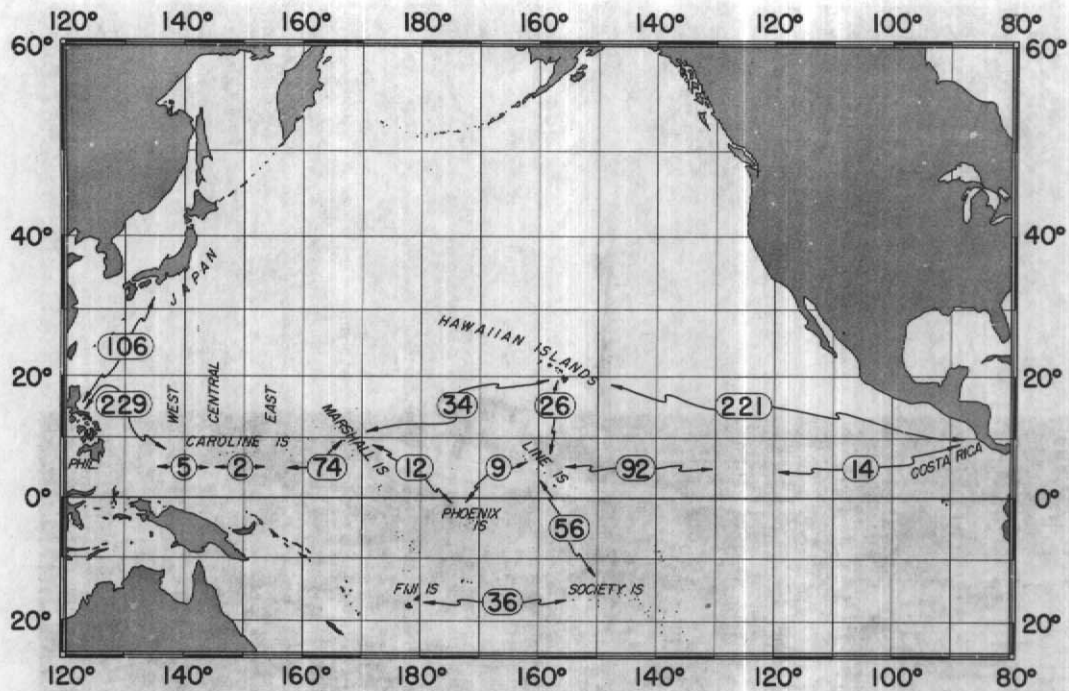 120° 140° 160° 180° 160° 140° 120° 100° 80°
60° 60°
40° 40°
JAPAN
HAWAIIAN ISLANDS
106
20° 20°
229 WEST CENTRAL EAST 34 26 221
MARSHALL IS
CAROLINE IS
PHIL. 5 2 74 12 9 LINE IS 92 14 COSTA RICA
0° 0°
PHOENIX
IS
56
FIJI IS SOCIETY IS
36
20° 20°
120° 140° 160° 180° 160° 140° 120° 100° 80°